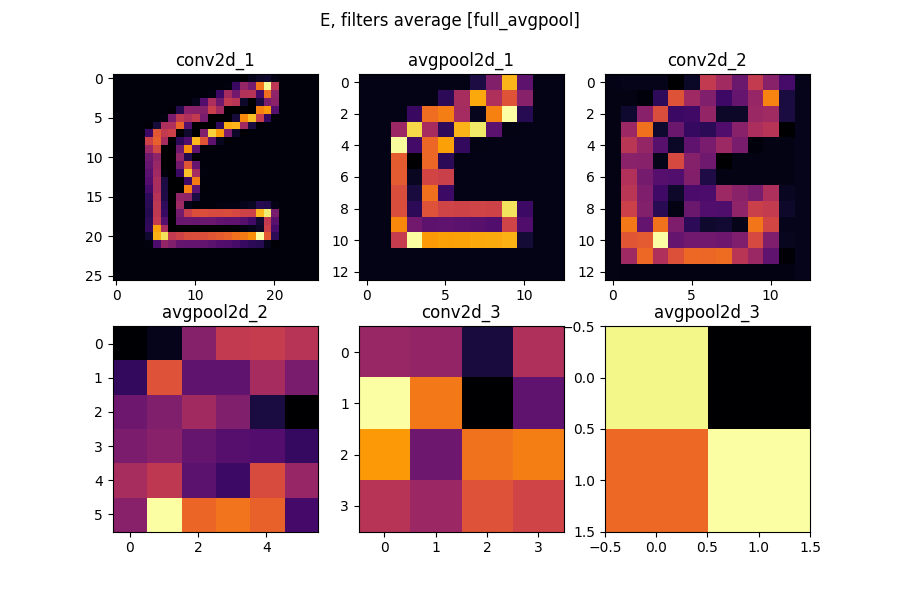 E, filters average [full_avgpool]
conv2d_1 avgpool2d_1 conv2d_2
0 5 10 15 20 25
0 10 20
0 2 4 6 8 10 12
0 5 10
0 2 4 6 8 10 12
0 5 10
avgpool2d_2 conv2d_3 avgpool2d_3
0 1 2 3 4 5
0 2 4
0 1 2 3
0 1 2 3
−0.5 0.0 0.5 1.0 1.5
−0.5 0.0 0.5 1.0 1.5